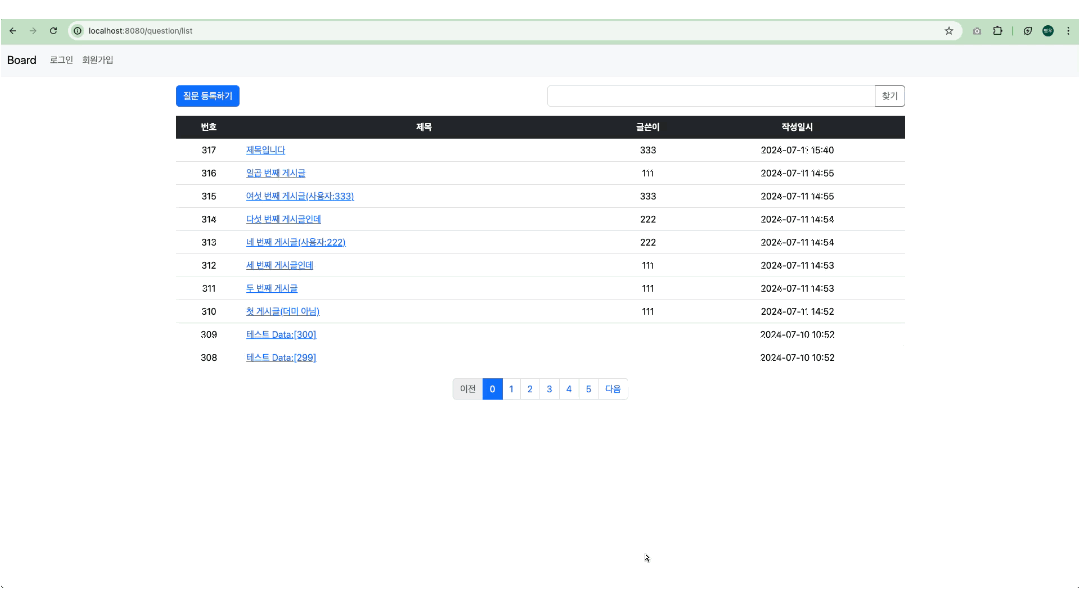 localhost:8080/question/list
Board 로그인 회원가입
질문 등록하기 찾기
번호 제목 글쓴이 작성일시
317 제목입니다 333 2024-07-11 15:40
316 일곱 번째 게시글 111 2024-07-11 14:55
315 여섯 번째 게시글(사용자:333) 333 2024-07-11 14:55
314 다섯 번째 게시글인데 222 2024-07-11 14:54
313 네 번째 게시글(사용자:222) 222 2024-07-11 14:54
312 세 번째 게시글인데 111 2024-07-11 14:53
311 두 번째 게시글 111 2024-07-11 14:53
310 첫 게시글(더미 아님) 111 2024-07-11 14:52
309 테스트 Data:[300] 2024-07-10 10:52
308 테스트 Data:[299] 2024-07-10 10:52
이전 0 1 2 3 4 5 다음